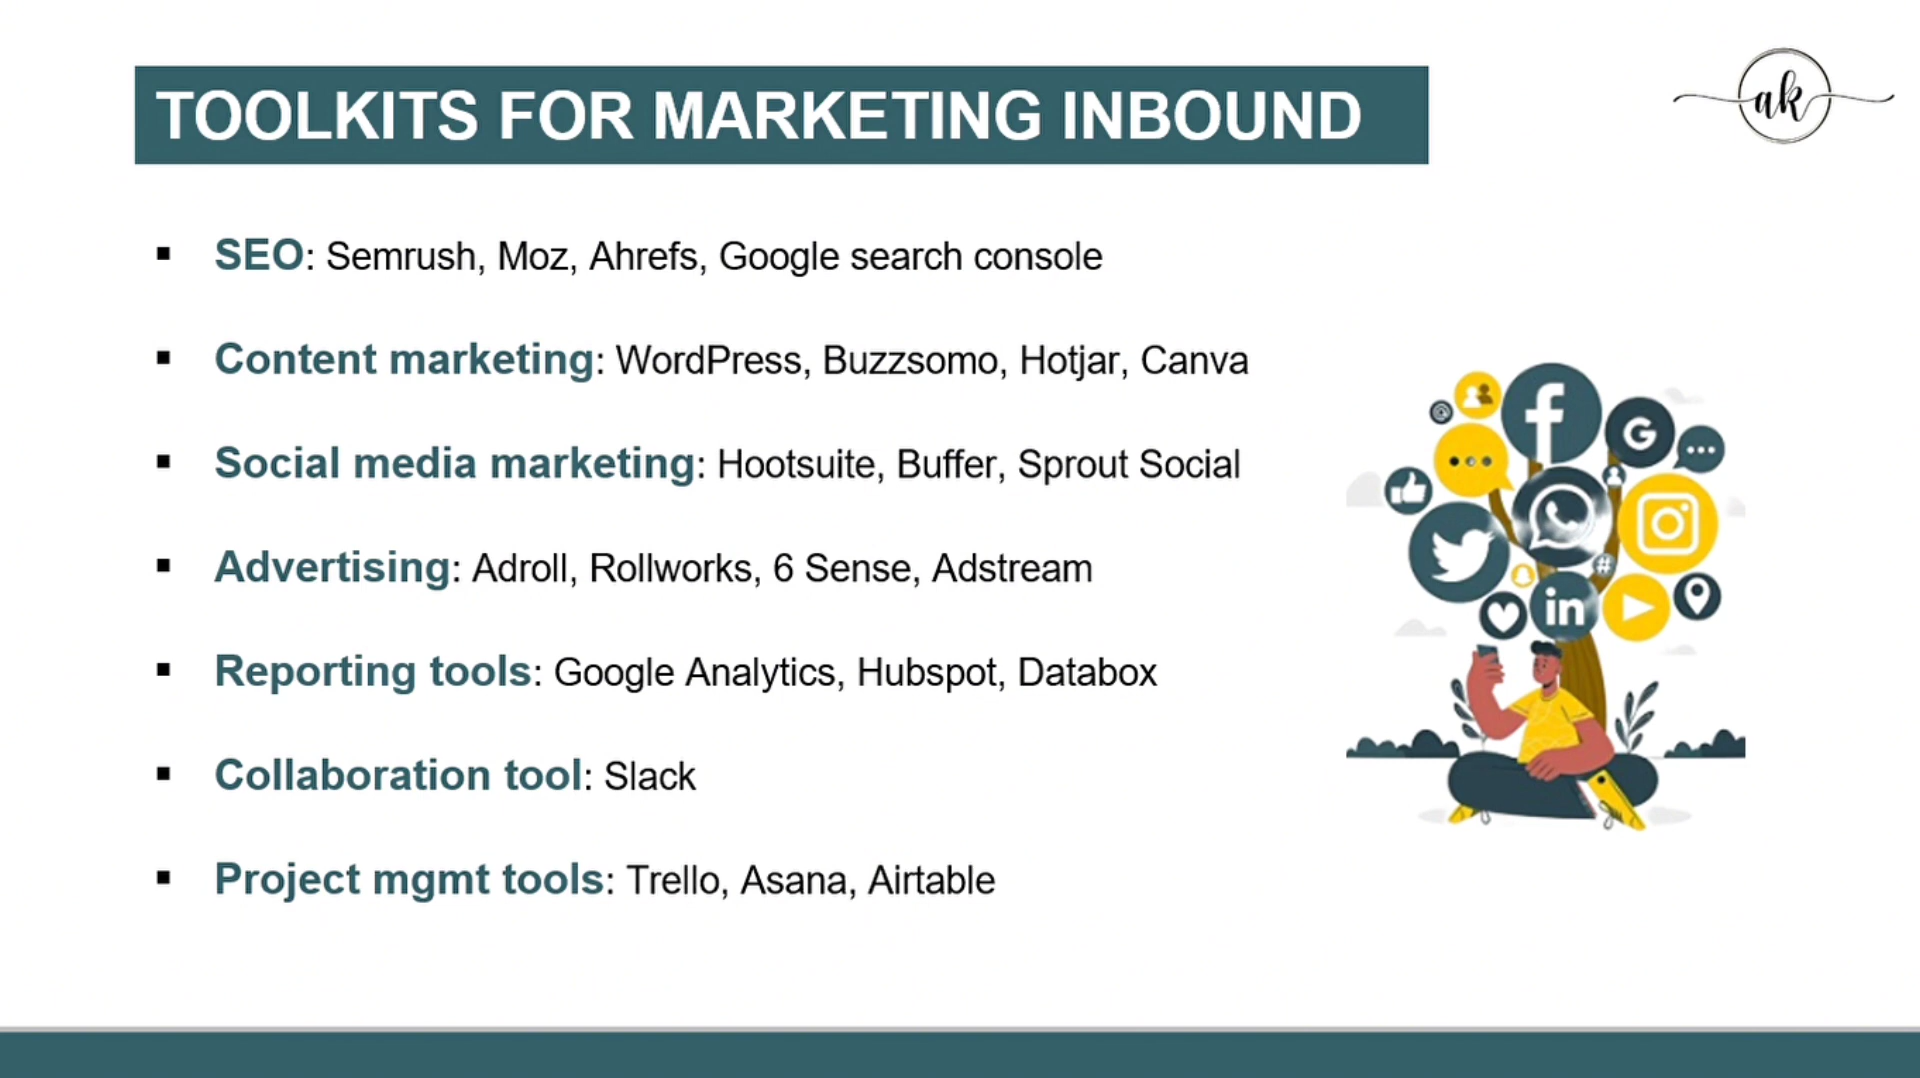 TOOLKITS FOR MARKETING INBOUND
ak
▪ SEO: Semrush, Moz, Ahrefs, Google search console
▪ Content marketing: WordPress, Buzzsomo, Hotjar, Canva
▪ Social media marketing: Hootsuite, Buffer, Sprout Social
▪ Advertising: Adroll, Rollworks, 6 Sense, Adstream
▪ Reporting tools: Google Analytics, Hubspot, Databox
▪ Collaboration tool: Slack
▪ Project mgmt tools: Trello, Asana, Airtable
f
G
@
#
in